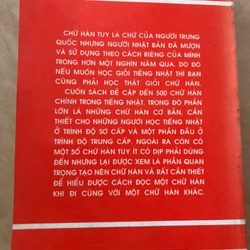 CHỮ HÁN TUY LÀ CHỮ CỦA NGƯỜI TRUNG
QUỐC NHƯNG NGƯỜI NHẬT BẢN ĐÃ MƯỢN
VÀ SỬ DỤNG THEO CÁCH RIÊNG CỦA MÌNH
TRONG HƠN MỘT NGHÌN NĂM QUA. DO ĐÓ
NẾU MUỐN HỌC GIỎI TIẾNG NHẬT THÌ BẠN
CŨNG PHẢI HỌC THẬT GIỎI CHỮ HÁN.
CUỐN SÁCH ĐỀ CẬP ĐẾN 500 CHỮ HÁN
CHÍNH TRONG TIẾNG NHẬT. TRONG ĐÓ PHẦN
LỚN LÀ NHỮNG CHỮ HÁN CƠ BẢN. CẦN
THIẾT CHO NHỮNG NGƯỜI HỌC TIẾNG NHẬT
Ở TRÌNH ĐỘ SƠ CẤP VÀ MỘT PHẦN ĐẦU Ở
TRÌNH ĐỘ TRUNG CẤP. NGOÀI RA CÒN CÓ
MỘT SỐ CHỮ HÁN TUY ÍT CÓ DỊP PHẢI DÙNG
ĐẾN NHƯNG LẠI ĐƯỢC XEM LÀ PHẦN QUAN
TRỌNG TẠO NÊN CHỮ HÁN VÀ RẤT CẦN THIẾT
ĐỂ HIỂU ĐƯỢC CÁCH ĐỌC MỘT CHỮ HÁN
KHI ĐI CÙNG VỚI MỘT CHỮ HÁN KHÁC.